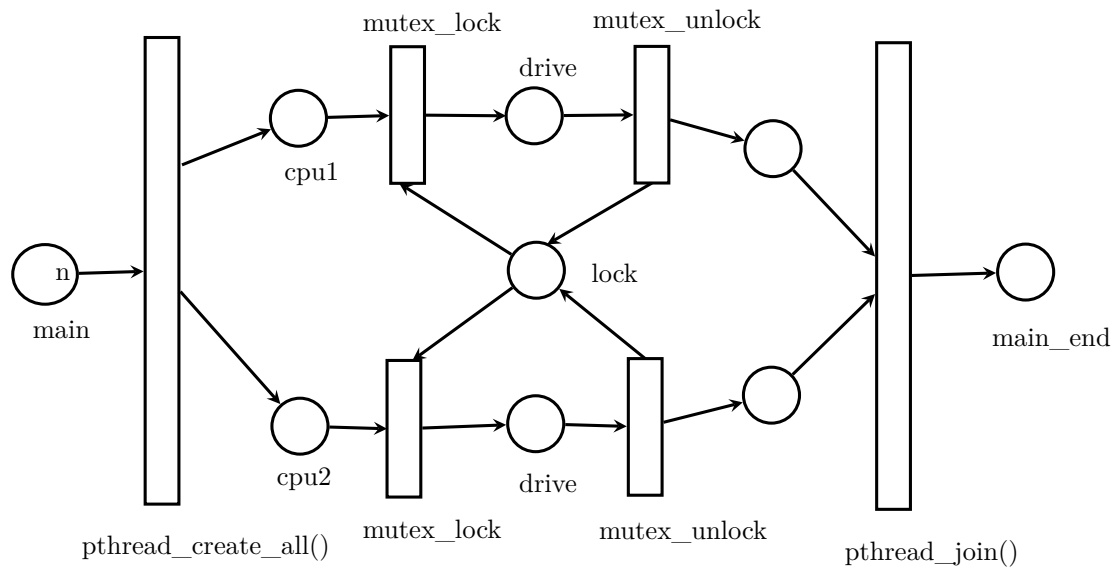 mutex_lock
mutex_unlock
drive
cpu1
n
lock
main
main_end
cpu2
drive
mutex_lock
mutex_unlock
pthread_create_all()
pthread_join()